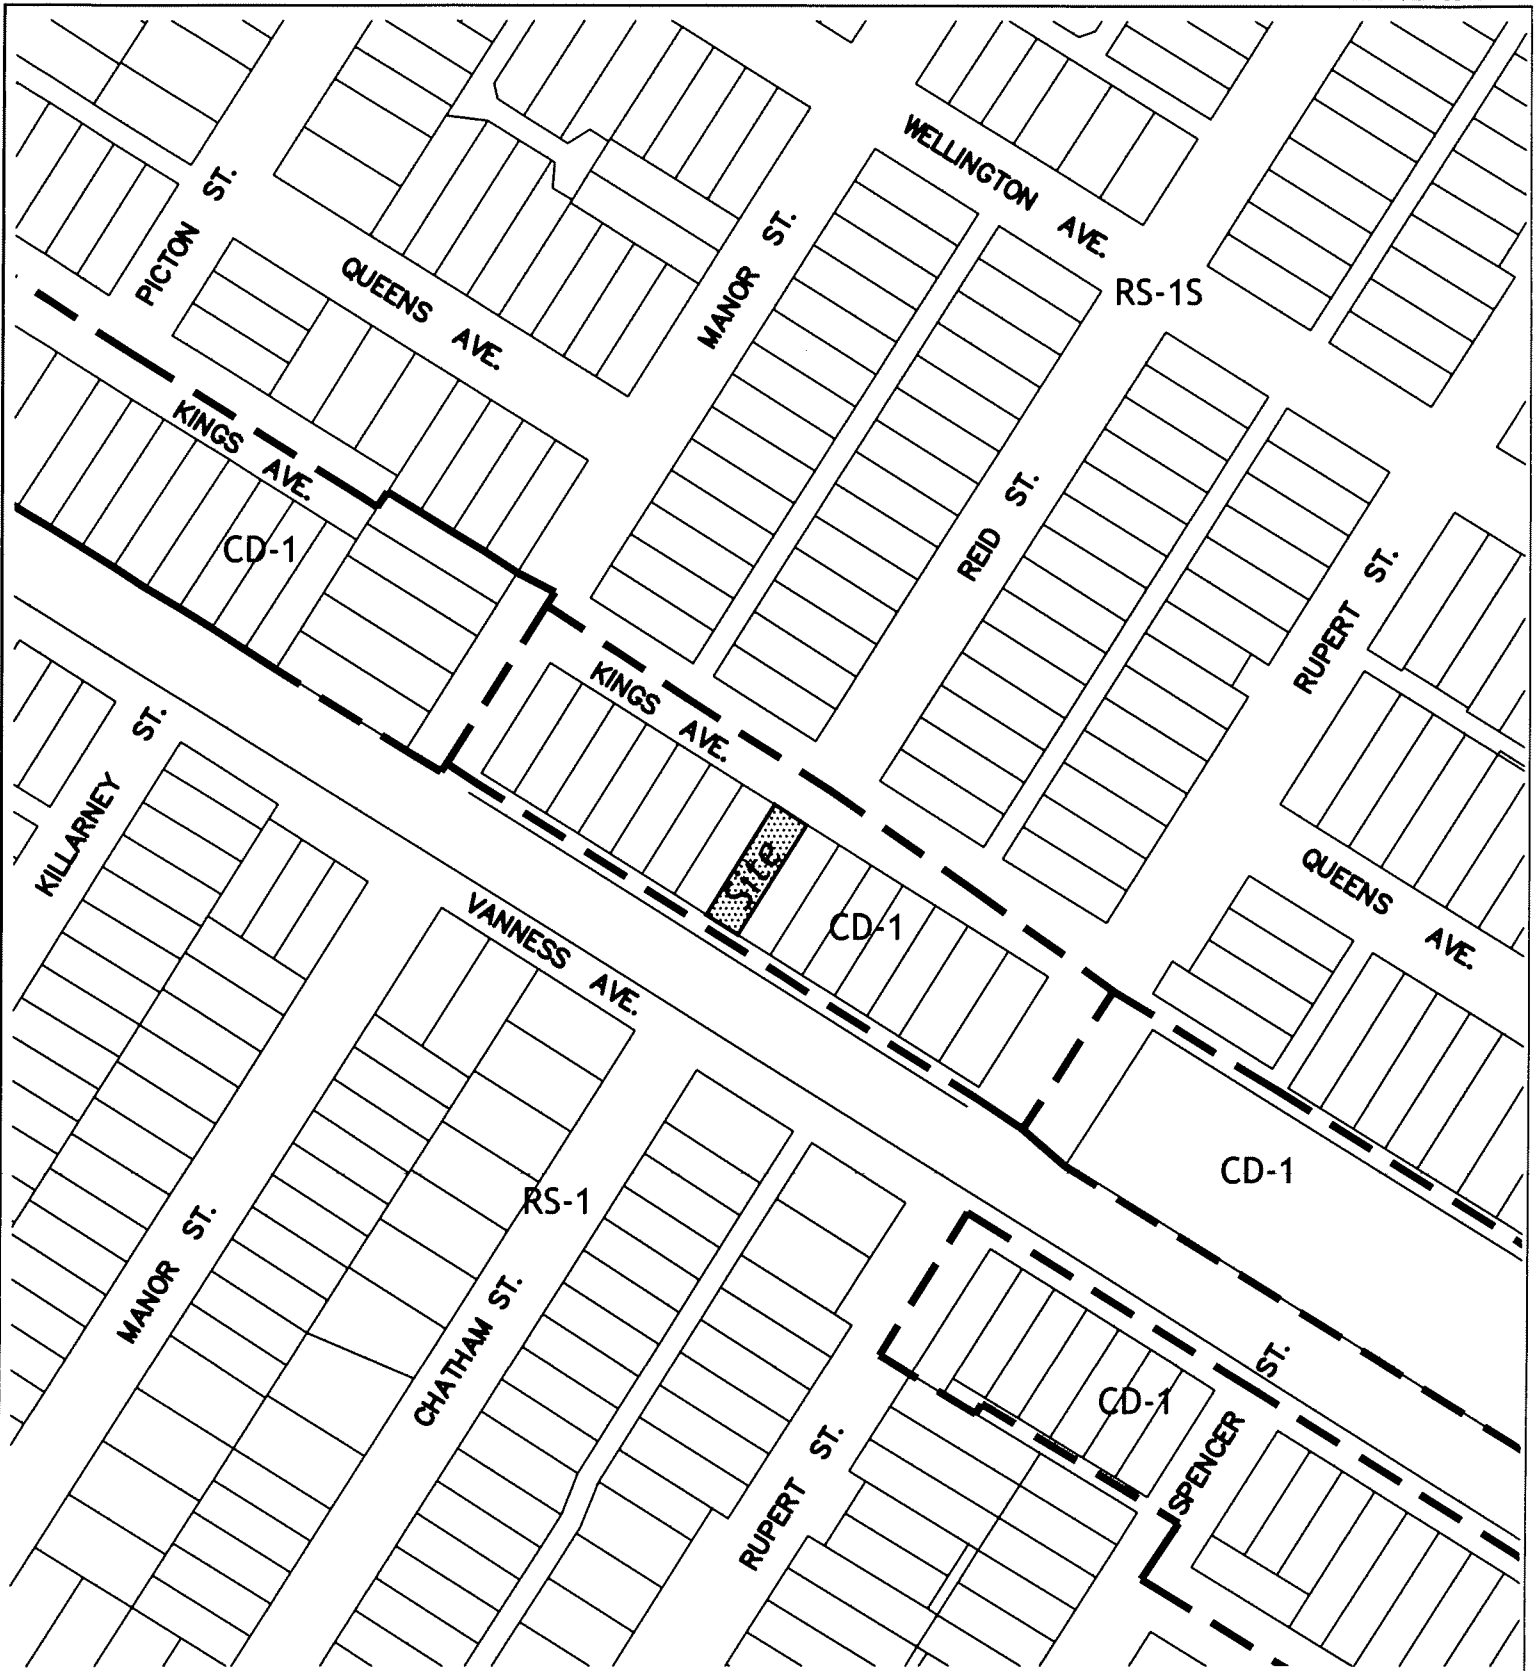 WELLINGTON AVE.
PICTON ST.
MANOR ST.
QUEENS AVE.
RS-1S
KINGS AVE.
REID ST.
CD-1
RUPERT ST.
KINGS AVE.
KILLARNEY ST.
Site
QUEENS AVE.
CD-1
VANNESS AVE.
CD-1
RS-1
MANOR ST.
CHATHAM ST.
CD-1
SPENCER ST.
RUPERT ST.